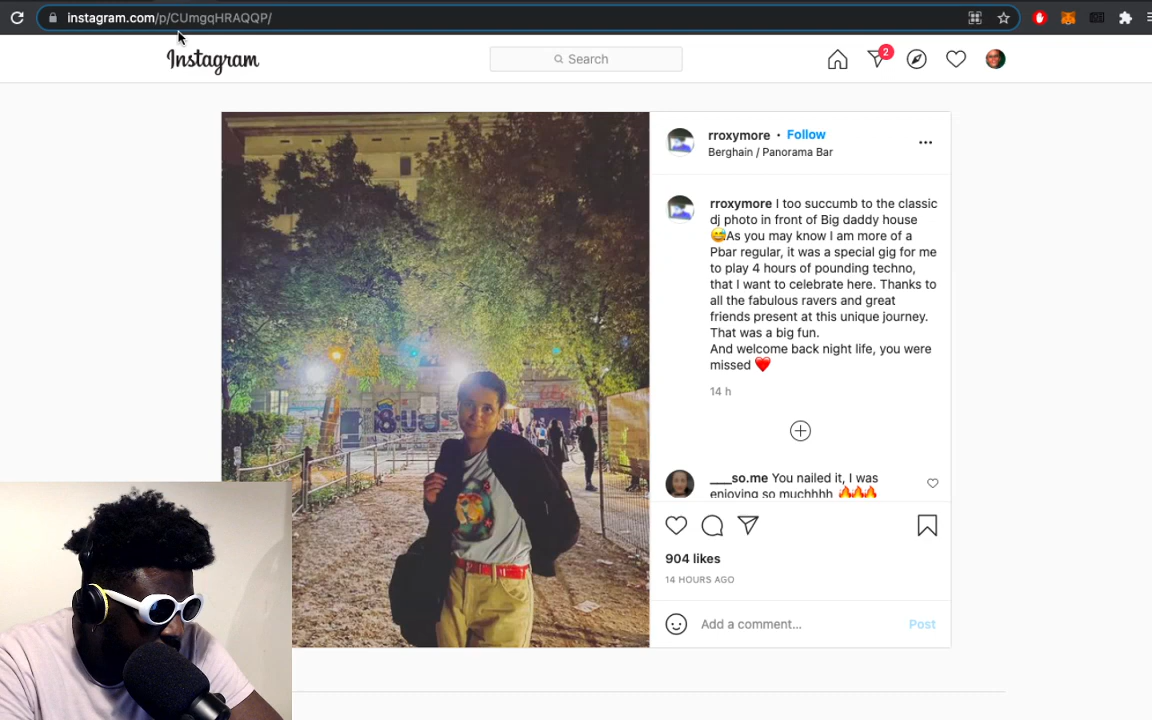 instagram.com/p/CUmgqHRAQQP/
Instagram
Search
2
rroxymore • Follow
Berghain / Panorama Bar
rroxymore I too succumb to the classic
dj photo in front of Big daddy house
😅As you may know I am more of a
Pbar regular, it was a special gig for me
to play 4 hours of pounding techno,
that I want to celebrate here. Thanks to
all the fabulous ravers and great
friends present at this unique journey.
That was a big fun.
And welcome back night life, you were
missed ❤️
14 h
___so.me You nailed it, I was
enjoying so muchhhh 🔥🔥🔥
904 likes
14 HOURS AGO
Add a comment...
Post